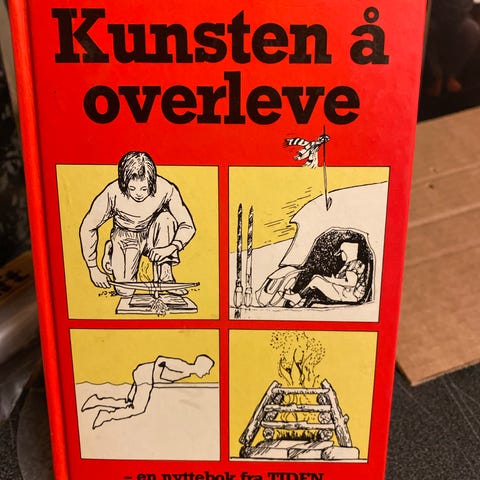 Kunsten å
overleve
– en nyttebok fra TIDEN